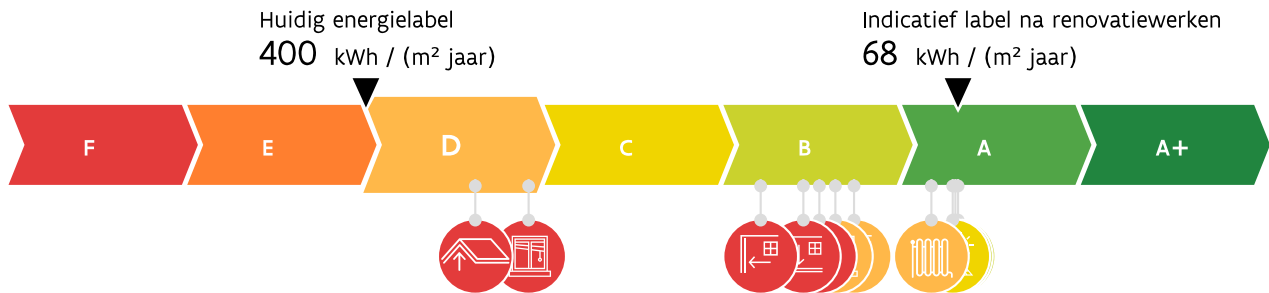 Huidig energielabel
400 kWh / (m² jaar)
Indicatief label na renovatiewerken
68 kWh / (m² jaar)
F
E
D
C
B
A
A+